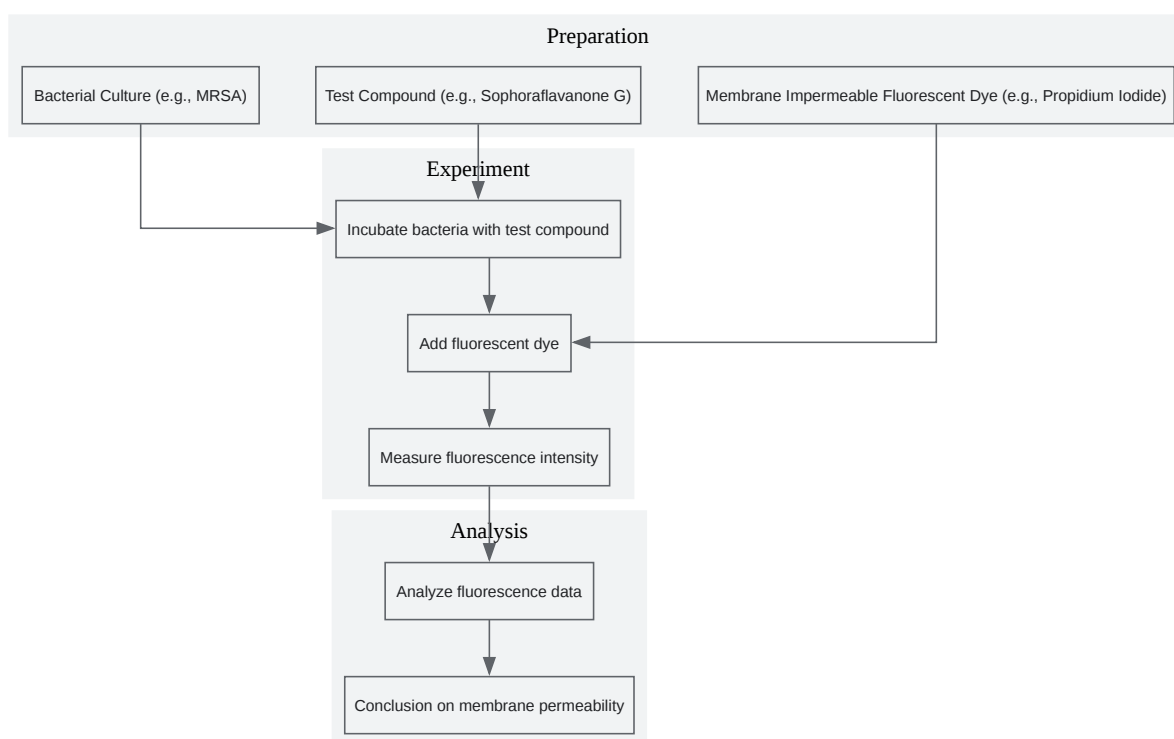 Preparation
Bacterial Culture (e.g., MRSA)
Test Compound (e.g., Sophoraflavanone G)
Membrane Impermeable Fluorescent Dye (e.g., Propidium Iodide)
Experiment
Incubate bacteria with test compound
Add fluorescent dye
Measure fluorescence intensity
Analysis
Analyze fluorescence data
Conclusion on membrane permeability